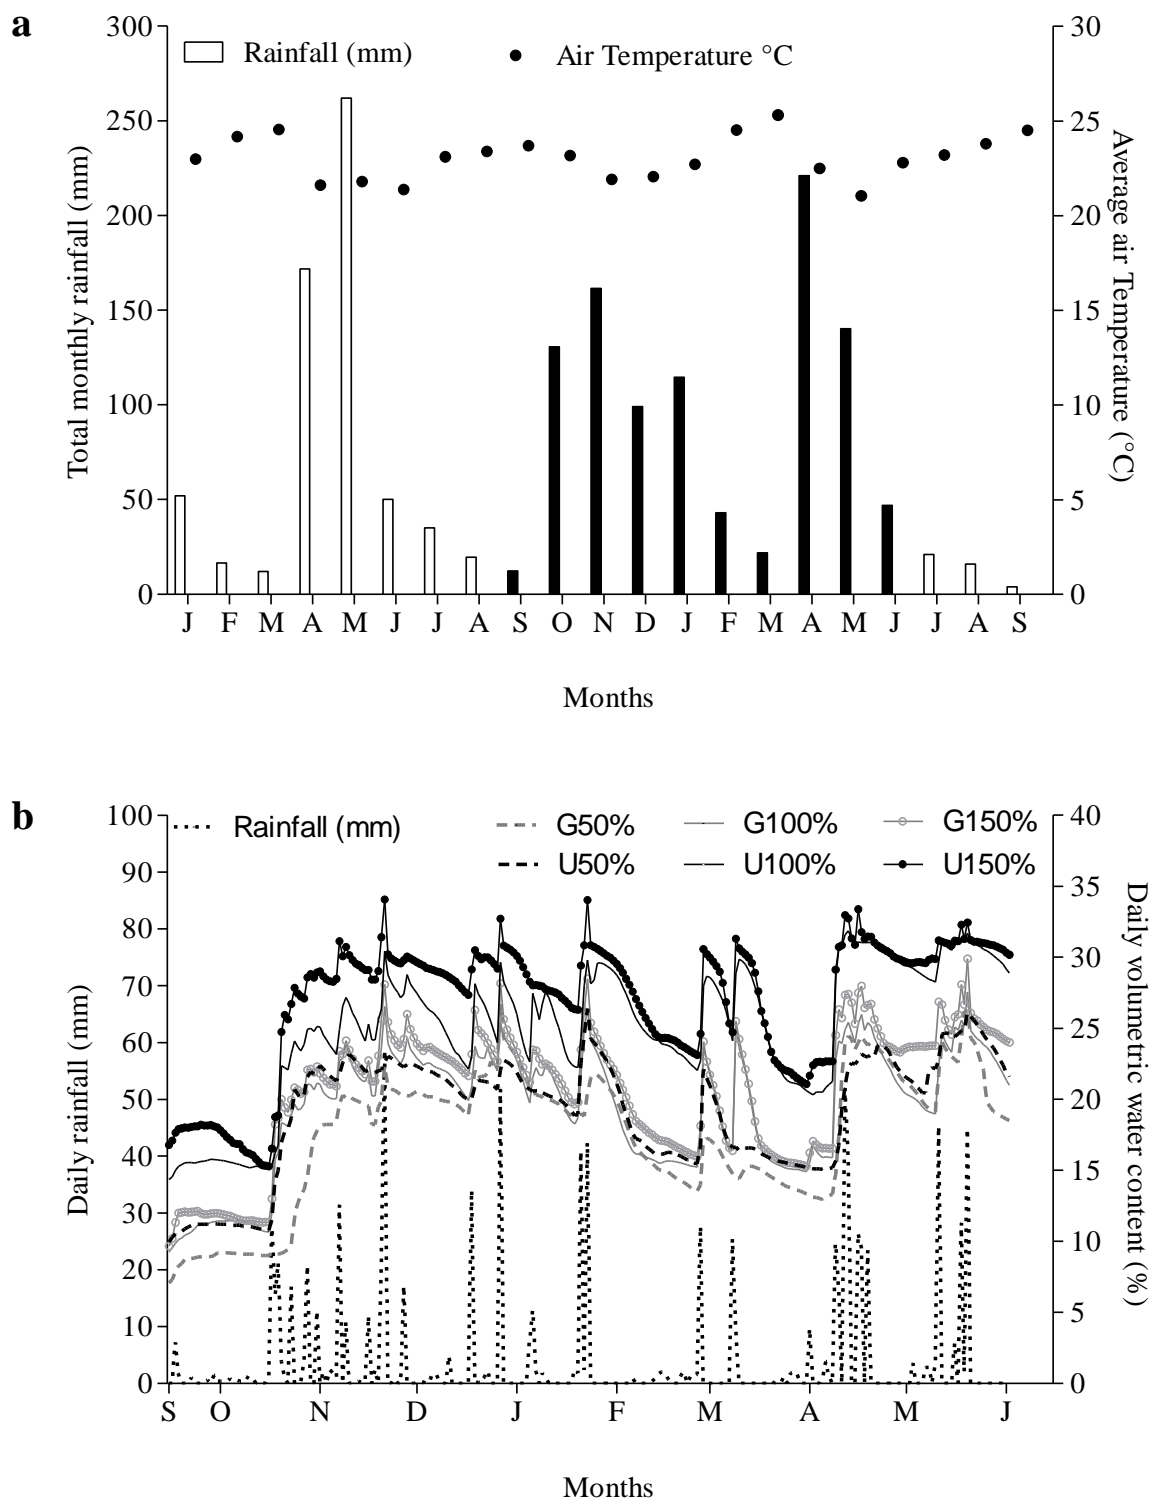 a
Rainfall (mm) Air Temperature °C
300
250
200
150
100
50
0
Total monthly rainfall (mm)
30
25
20
15
10
5
0
Average air Temperature (°C)
J F M A M J J A S O N D J F M A M J J A S
Months
b
Rainfall (mm) G50% G100% G150%
U50% U100% U150%
100
90
80
70
60
50
40
30
20
10
0
Daily rainfall (mm)
40
35
30
25
20
15
10
5
0
Daily volumetric water content (%)
S O N D J F M A M J
Months